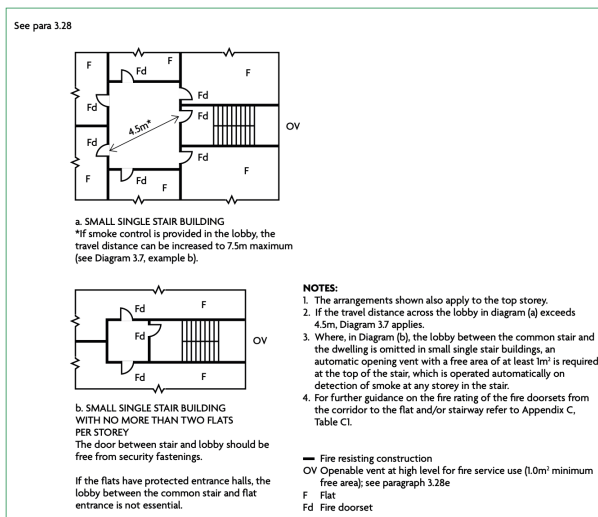 See para 3.28
F
Fd
F
F
Fd
Fd
Fd
4.5m*
OV
Fd
Fd
F
Fd
F
F
a. SMALL SINGLE STAIR BUILDING
*If smoke control is provided in the lobby, the
travel distance can be increased to 7.5m maximum
(see Diagram 3.7, example b).
Fd
F
Fd
OV
Fd
F
b. SMALL SINGLE STAIR BUILDING
WITH NO MORE THAN TWO FLATS
PER STOREY
The door between stair and lobby should be
free from security fastenings.
If the flats have protected entrance halls, the
lobby between the common stair and flat
entrance is not essential.
NOTES:
1. The arrangements shown also apply to the top storey.
2. If the travel distance across the lobby in diagram (a) exceeds
4.5m, Diagram 3.7 applies.
3. Where, in Diagram (b), the lobby between the common stair and
the dwelling is omitted in small single stair buildings, an
automatic opening vent with a free area of at least 1m² is required
at the top of the stair, which is operated automatically on
detection of smoke at any storey in the stair.
4. For further guidance on the fire rating of the fire doorsets from
the corridor to the flat and/or stairway refer to Appendix C,
Table C1.
Fire resisting construction
OV Openable vent at high level for fire service use (1.0m² minimum
free area); see paragraph 3.28e
F Flat
Fd Fire doorset